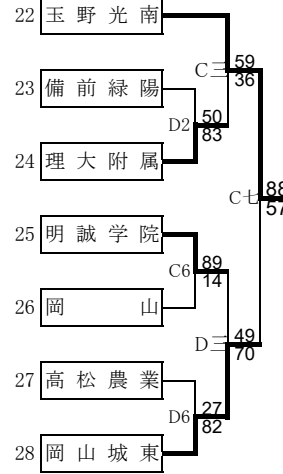 22 玉野光南
C三 59
36
23 備前緑陽
D2 50
83
24 理大附属
C七 88
57
25 明誠学院
C6 89
14
26 岡山
D三 49
70
27 高松農業
D6 27
82
28 岡山城東